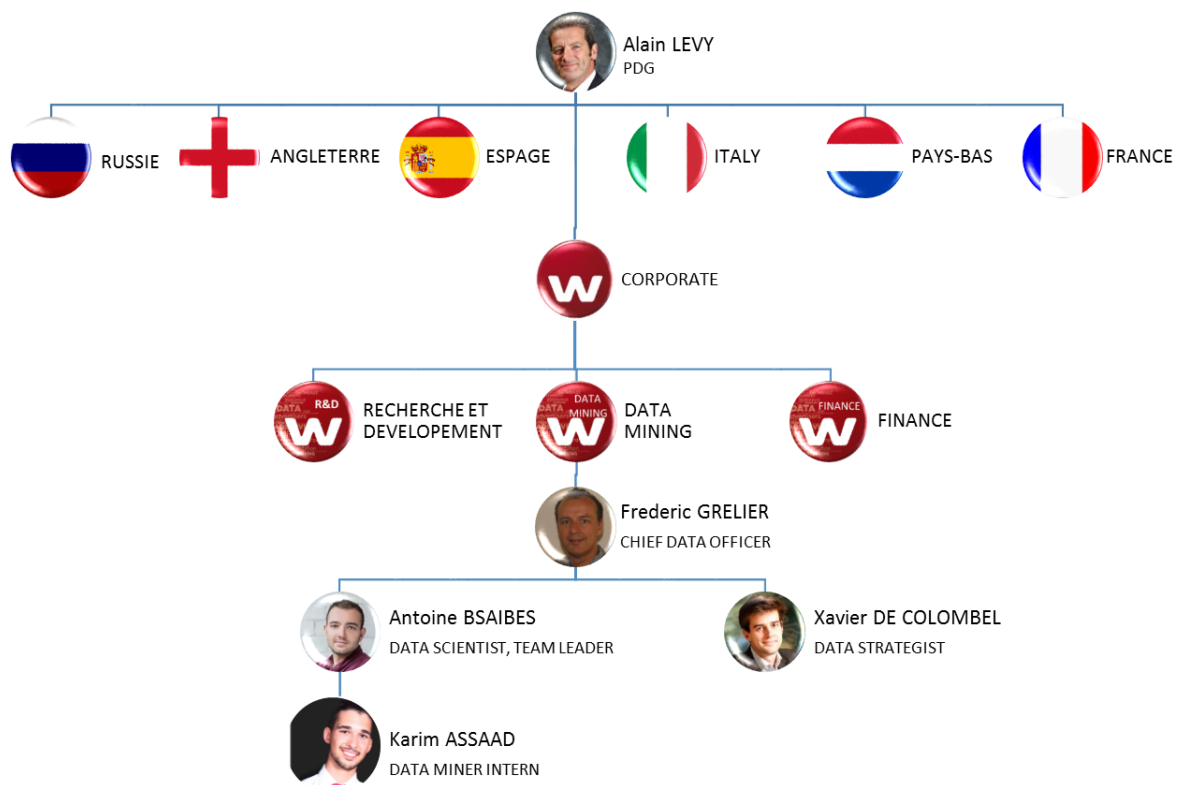 Alain LEVY
PDG
RUSSIE
ANGLETERRE
ESPAGE
ITALY
PAYS-BAS
FRANCE
W
CORPORATE
R&D
W
RECHERCHE ET
DEVELOPEMENT
DATA
MINING
W
DATA
MINING
FINANCE
W
FINANCE
Frederic GRELIER
CHIEF DATA OFFICER
Antoine BSAIBES
DATA SCIENTIST, TEAM LEADER
Xavier DE COLOMBEL
DATA STRATEGIST
Karim ASSAAD
DATA MINER INTERN